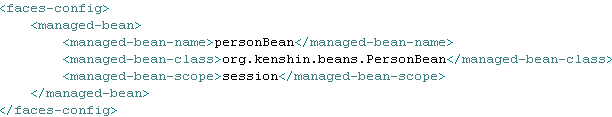 <faces-config>
    <managed-bean>
        <managed-bean-name>personBean</managed-bean-name>
        <managed-bean-class>org.kenshin.beans.PersonBean</managed-bean-class>
        <managed-bean-scope>session</managed-bean-scope>
    </managed-bean>
</faces-config>